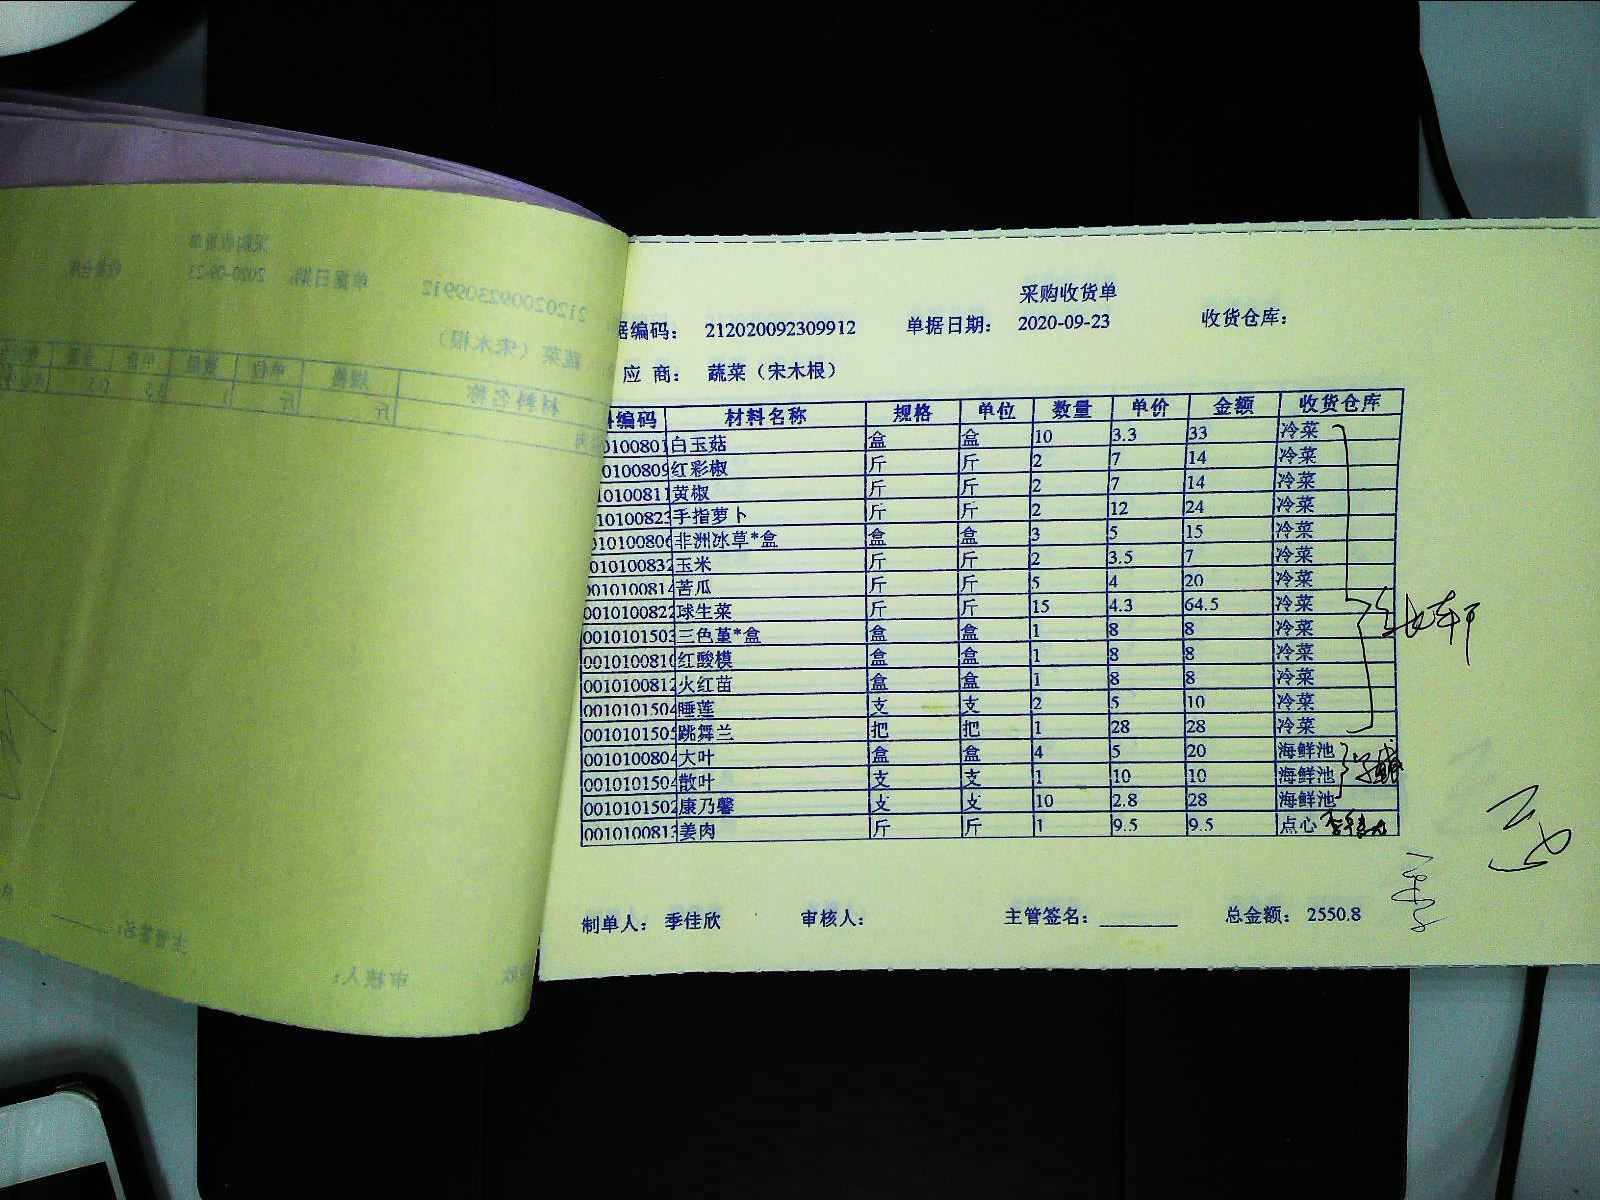 采购收货单
据编码： 212020092309912 单据日期： 2020-09-23 收货仓库：
应 商： 蔬菜（宋木根）
编码 材料名称 规格 单位 数量 单价 金额 收货仓库
0100801 白玉菇 盒 盒 10 3.3 33 冷菜
0100809 红彩椒 斤 斤 2 7 14 冷菜
10100811 黄椒 斤 斤 2 7 14 冷菜
10100823 手指萝卜 斤 斤 2 12 24 冷菜
10100806 非洲冰草*盒 盒 盒 3 5 15 冷菜
010100832 玉米 斤 斤 2 3.5 7 冷菜
0010100814 苦瓜 斤 斤 5 4 20 冷菜
0010100822 球生菜 斤 斤 15 4.3 64.5 冷菜
0010101503 三色堇*盒 盒 盒 1 8 8 冷菜
0010100810 红酸模 盒 盒 1 8 8 冷菜
0010100812 火红苗 盒 盒 1 8 8 冷菜
0010101504 睡莲 支 支 2 5 10 冷菜
0010101505 跳舞兰 把 把 1 28 28 冷菜
0010100804 大叶 盒 盒 4 5 20 海鲜池
0010101504 散叶 支 支 1 10 10 海鲜池
0010101502 康乃馨 支 支 10 2.8 28 海鲜池
0010100813 姜肉 斤 斤 1 9.5 9.5 点心
制单人： 季佳欣 审核人： 主管签名： 总金额： 2550.8